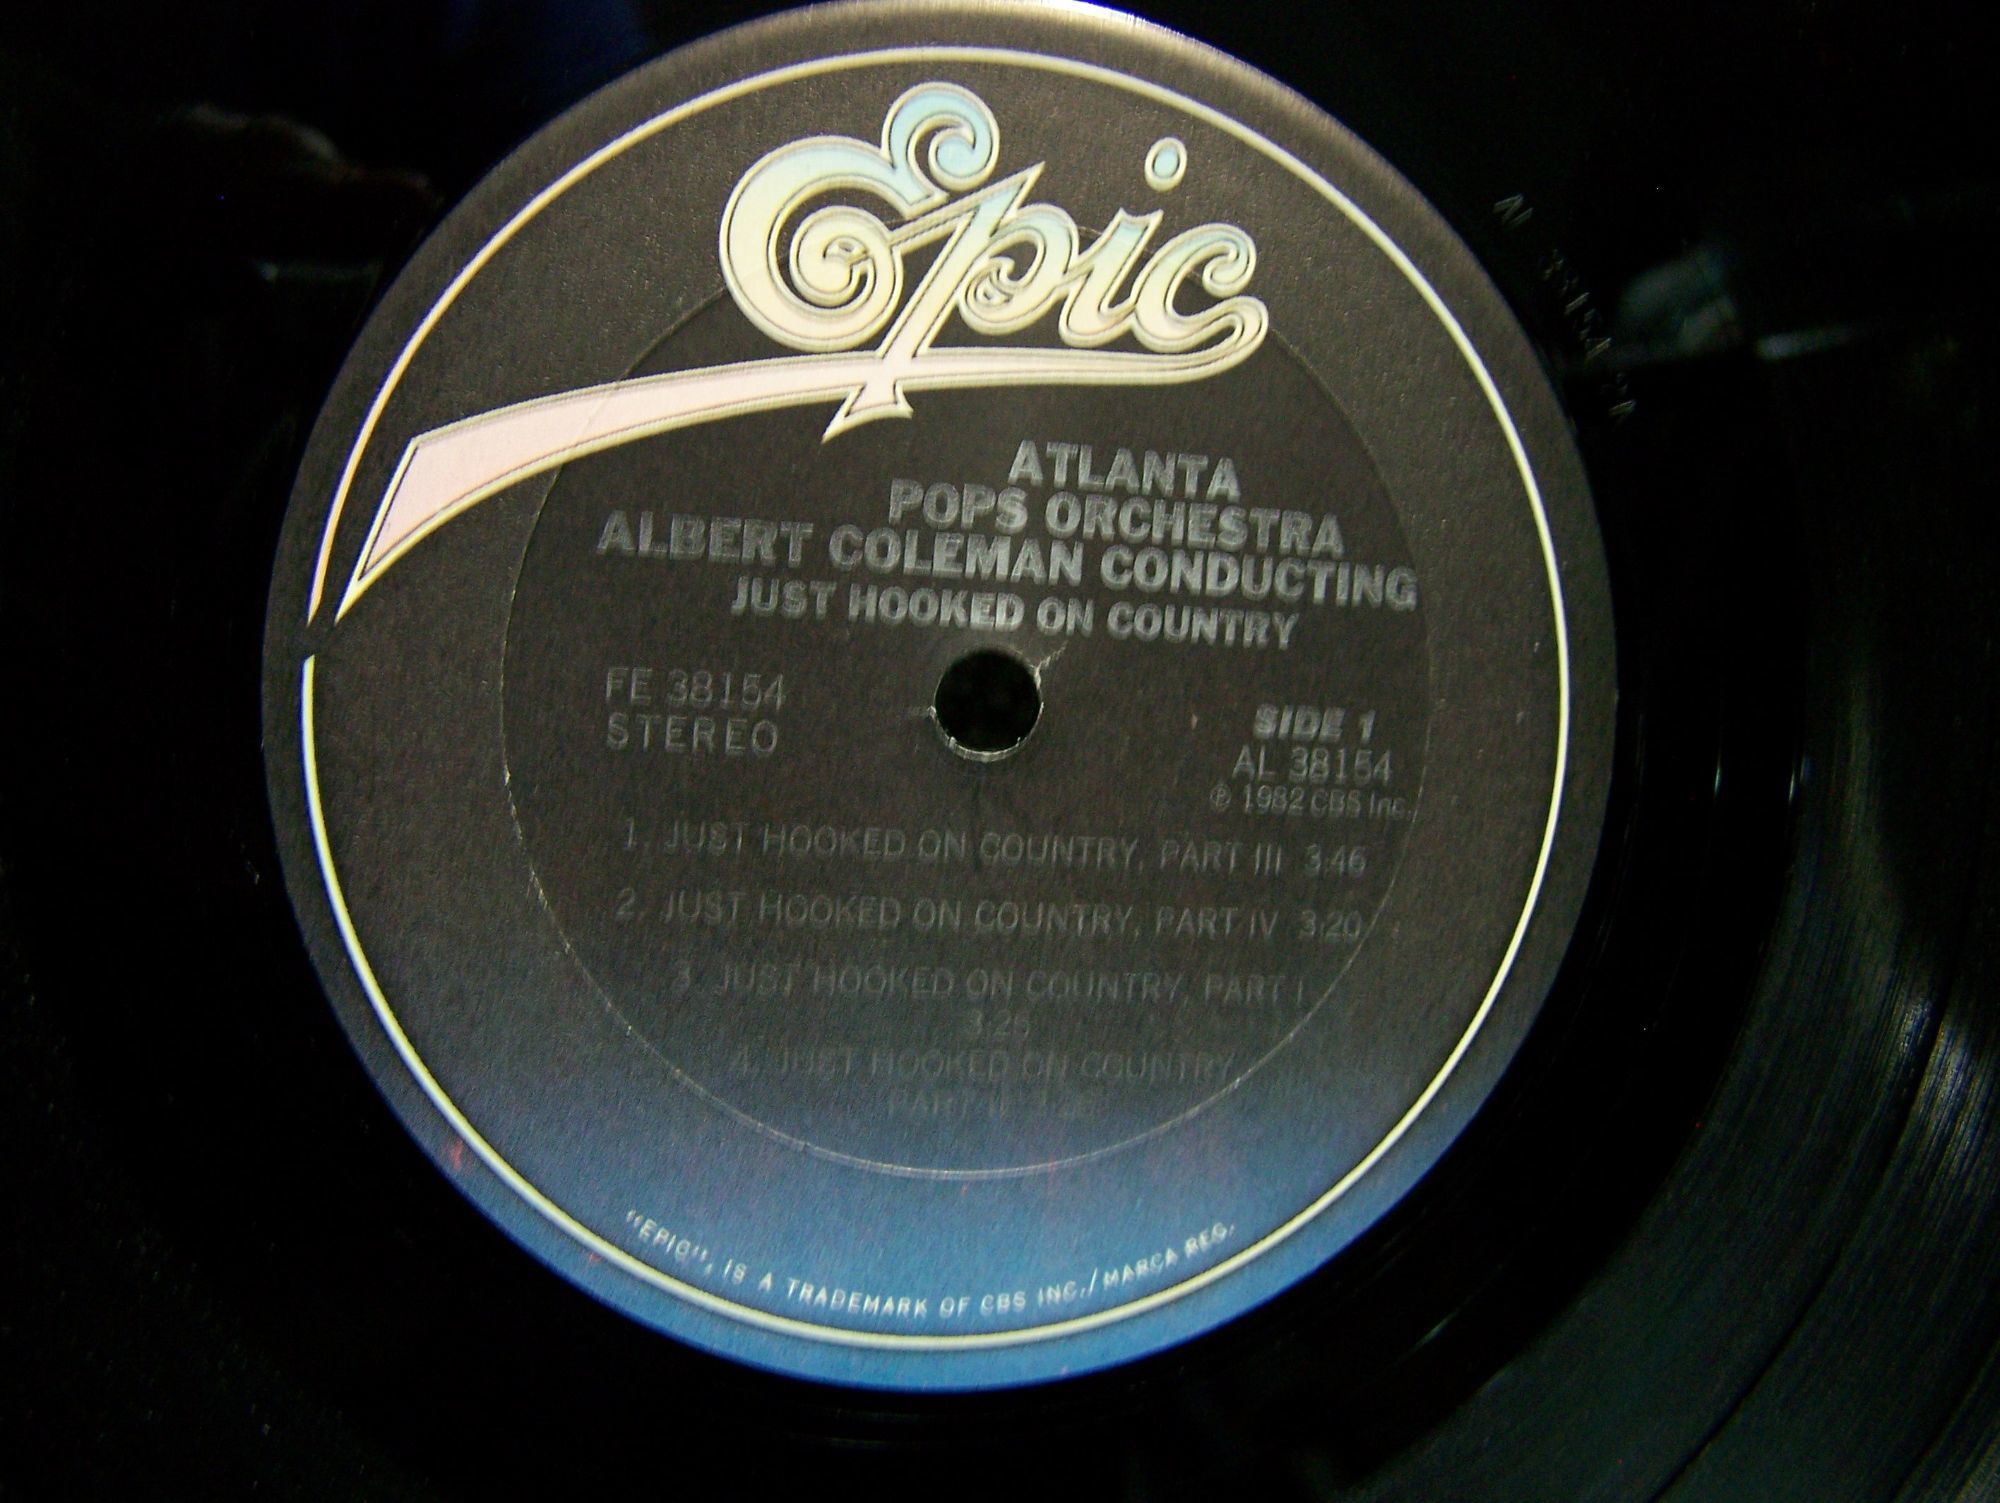 Epic
ATLANTA
POPS ORCHESTRA
ALBERT COLEMAN CONDUCTING
JUST HOOKED ON COUNTRY
FE 38154
STEREO
SIDE 1
AL 38154
℗ 1982 CBS Inc.
1. JUST HOOKED ON COUNTRY, PART III 3:46
2. JUST HOOKED ON COUNTRY, PART IV 3:20
3. JUST HOOKED ON COUNTRY, PART I
4. JUST HOOKED ON COUNTRY,
PART II
"EPIC", IS A TRADEMARK OF CBS INC./MARCA REG.